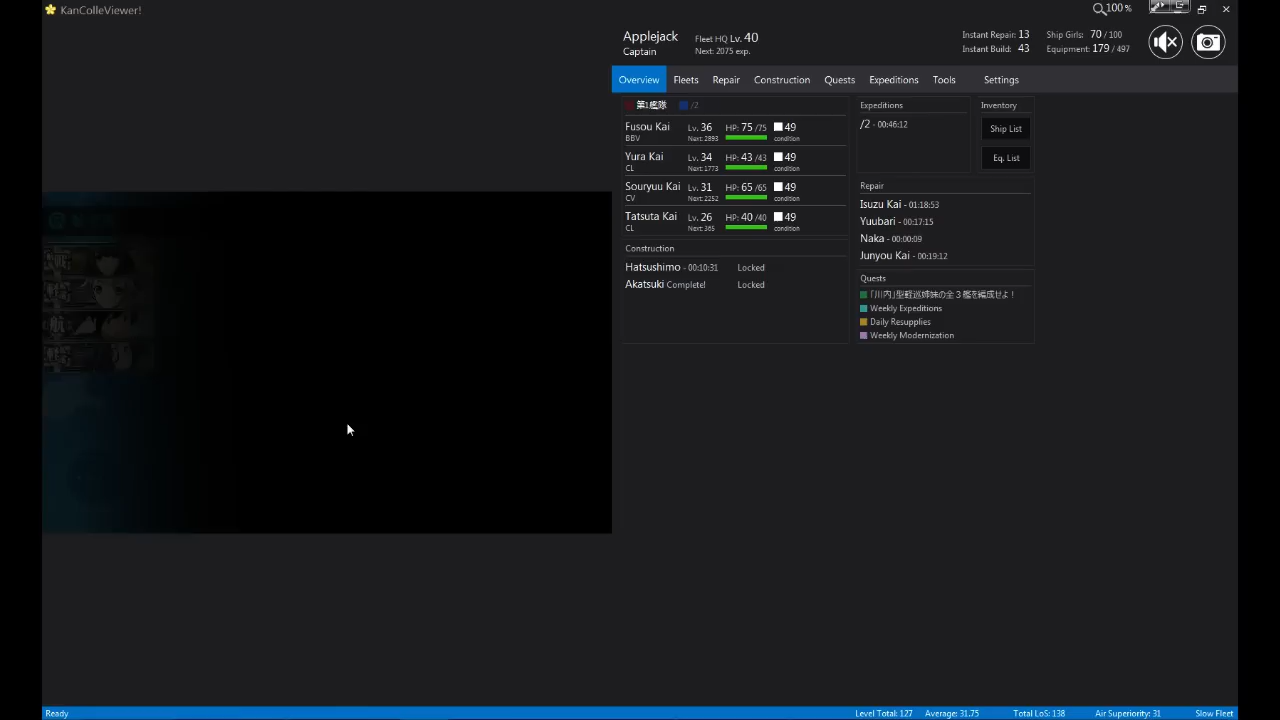 KanColleViewer!
100 %
Applejack
Captain
Fleet HQ Lv. 40
Next: 2075 exp.
Instant Repair: 13
Instant Build: 43
Ship Girls: 70 / 100
Equipment: 179 / 497
Overview Fleets Repair Construction Quests Expeditions Tools Settings
第1艦隊 /2
Fusou Kai Lv. 36 HP: 75 /75 49
BBV Next: 2893 condition
Yura Kai Lv. 34 HP: 43 /43 49
CL Next: 1773 condition
Souryuu Kai Lv. 31 HP: 65 /65 49
CV Next: 2252 condition
Tatsuta Kai Lv. 26 HP: 40 /40 49
CL Next: 365 condition
Construction
Hatsushimo - 00:10:31 Locked
Akatsuki Complete! Locked
Expeditions
/2 - 00:46:12
Inventory
Ship List
Eq. List
Repair
Isuzu Kai - 01:18:53
Yuubari - 00:17:15
Naka - 00:00:09
Junyou Kai - 00:19:12
Quests
「川内」型軽巡姉妹の全３艦を編成せよ！
Weekly Expeditions
Daily Resupplies
Weekly Modernization
Ready
Level Total: 127 Average: 31.75 Total LoS: 138 Air Superiority: 31 Slow Fleet